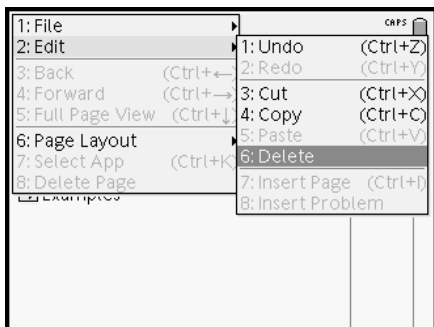 CAPS
1: File
2: Edit
3: Back (Ctrl+←
4: Forward (Ctrl+→
5: Full Page View (Ctrl+↓
6: Page Layout
7: Select App (Ctrl+K
8: Delete Page
1: Undo (Ctrl+Z)
2: Redo (Ctrl+Y)
3: Cut (Ctrl+X)
4: Copy (Ctrl+C)
5: Paste (Ctrl+V)
6: Delete
7: Insert Page (Ctrl+I)
8: Insert Problem
Examples